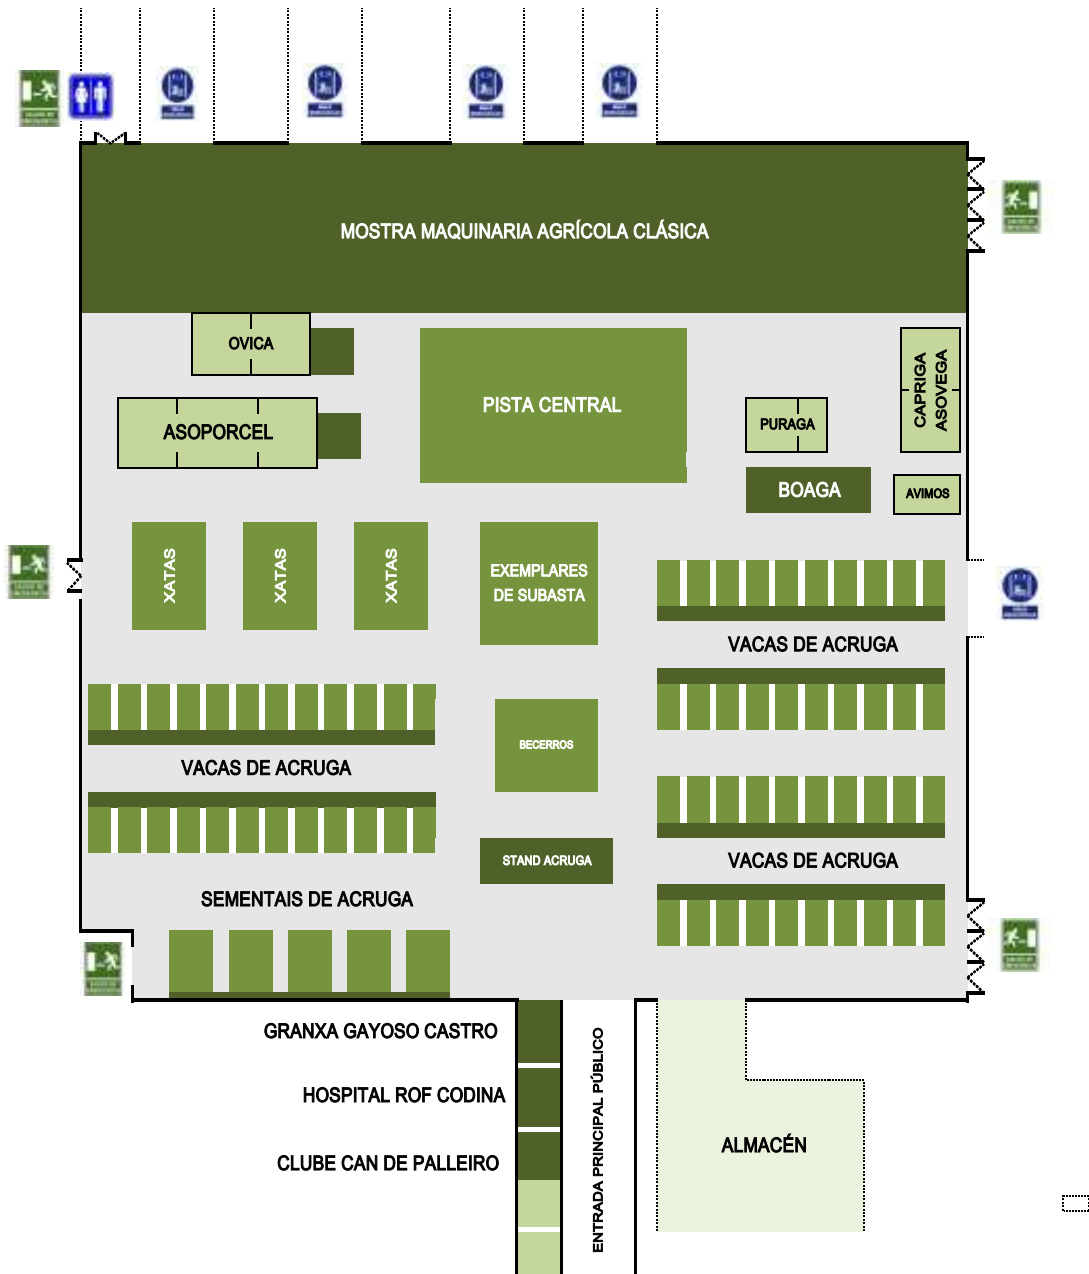 MOSTRA MAQUINARIA AGRÍCOLA CLÁSICA
OVICA
PISTA CENTRAL
CAPRIGA
ASOVEGA
ASOPORCEL
PURAGA
BOAGA
AVIMOS
XATAS
XATAS
XATAS
EXEMPLARES
DE SUBASTA
VACAS DE ACRUGA
BECERROS
VACAS DE ACRUGA
STAND ACRUGA
VACAS DE ACRUGA
SEMENTAIS DE ACRUGA
GRANXA GAYOSO CASTRO
HOSPITAL ROF CODINA
CLUBE CAN DE PALLEIRO
ENTRADA PRINCIPAL PÚBLICO
ALMACÉN